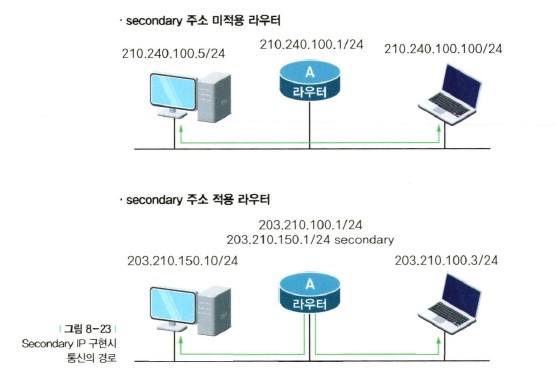 · secondary 주소 미적용 라우터
210.240.100.5/24
210.240.100.1/24
210.240.100.100/24
A
라우터
· secondary 주소 적용 라우터
203.210.100.1/24
203.210.150.1/24 secondary
203.210.150.10/24
203.210.100.3/24
A
라우터
| 그림 8-23 |
Secondary IP 구현시
통신의 경로